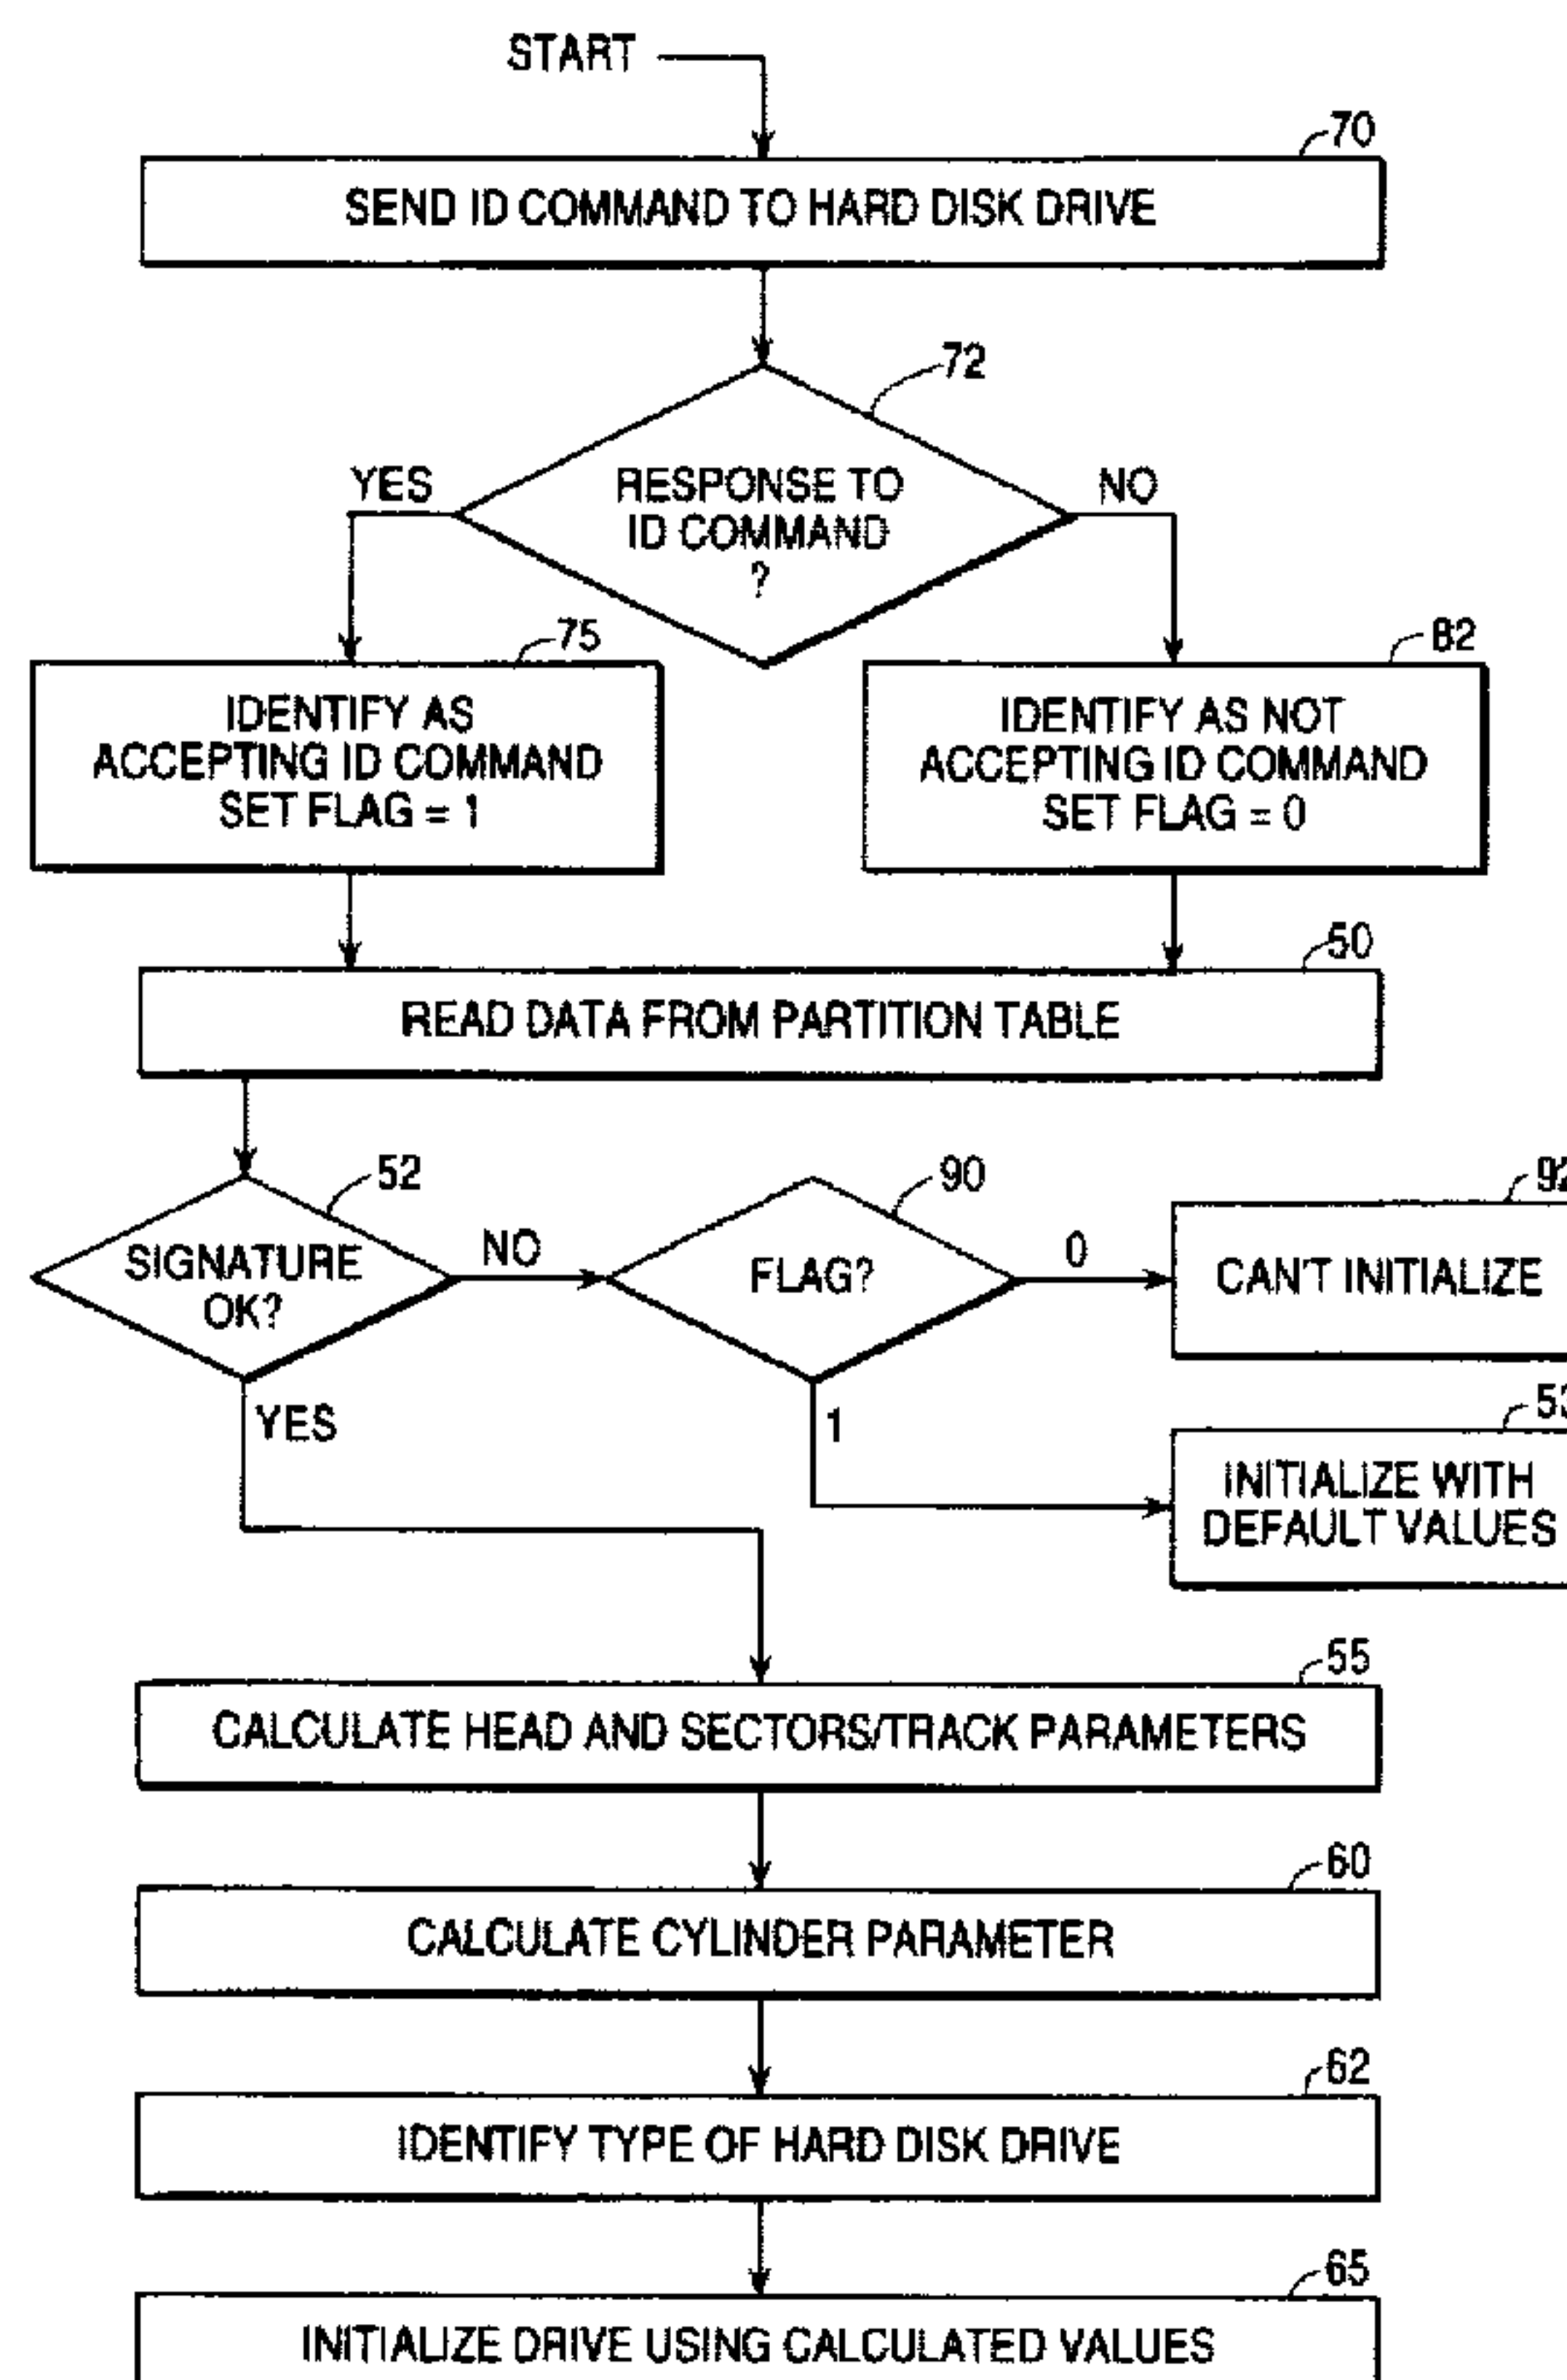 START
70
SEND ID COMMAND TO HARD DISK DRIVE
72
YES
RESPONSE TO
ID COMMAND
?
NO
75
IDENTIFY AS
ACCEPTING ID COMMAND
SET FLAG = 1
82
IDENTIFY AS NOT
ACCEPTING ID COMMAND
SET FLAG = 0
50
READ DATA FROM PARTITION TABLE
52
SIGNATURE
OK?
NO
YES
90
FLAG?
0
1
92
CAN'T INITIALIZE
53
INITIALIZE WITH
DEFAULT VALUES
55
CALCULATE HEAD AND SECTORS/TRACK PARAMETERS
60
CALCULATE CYLINDER PARAMETER
62
IDENTIFY TYPE OF HARD DISK DRIVE
65
INITIALIZE DRIVE USING CALCULATED VALUES